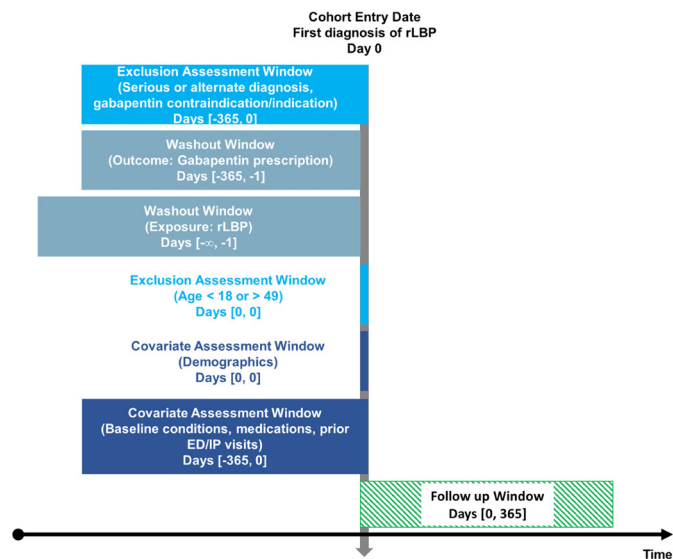 Cohort Entry Date
First diagnosis of rLBP
Day 0
Exclusion Assessment Window
(Serious or alternate diagnosis,
gabapentin contraindication/indication)
Days [-365, 0]
Washout Window
(Outcome: Gabapentin prescription)
Days [-365, -1]
Washout Window
(Exposure: rLBP)
Days [-∞, -1]
Exclusion Assessment Window
(Age < 18 or > 49)
Days [0, 0]
Covariate Assessment Window
(Demographics)
Days [0, 0]
Covariate Assessment Window
(Baseline conditions, medications, prior
ED/IP visits)
Days [-365, 0]
Follow up Window
Days [0, 365]
Time